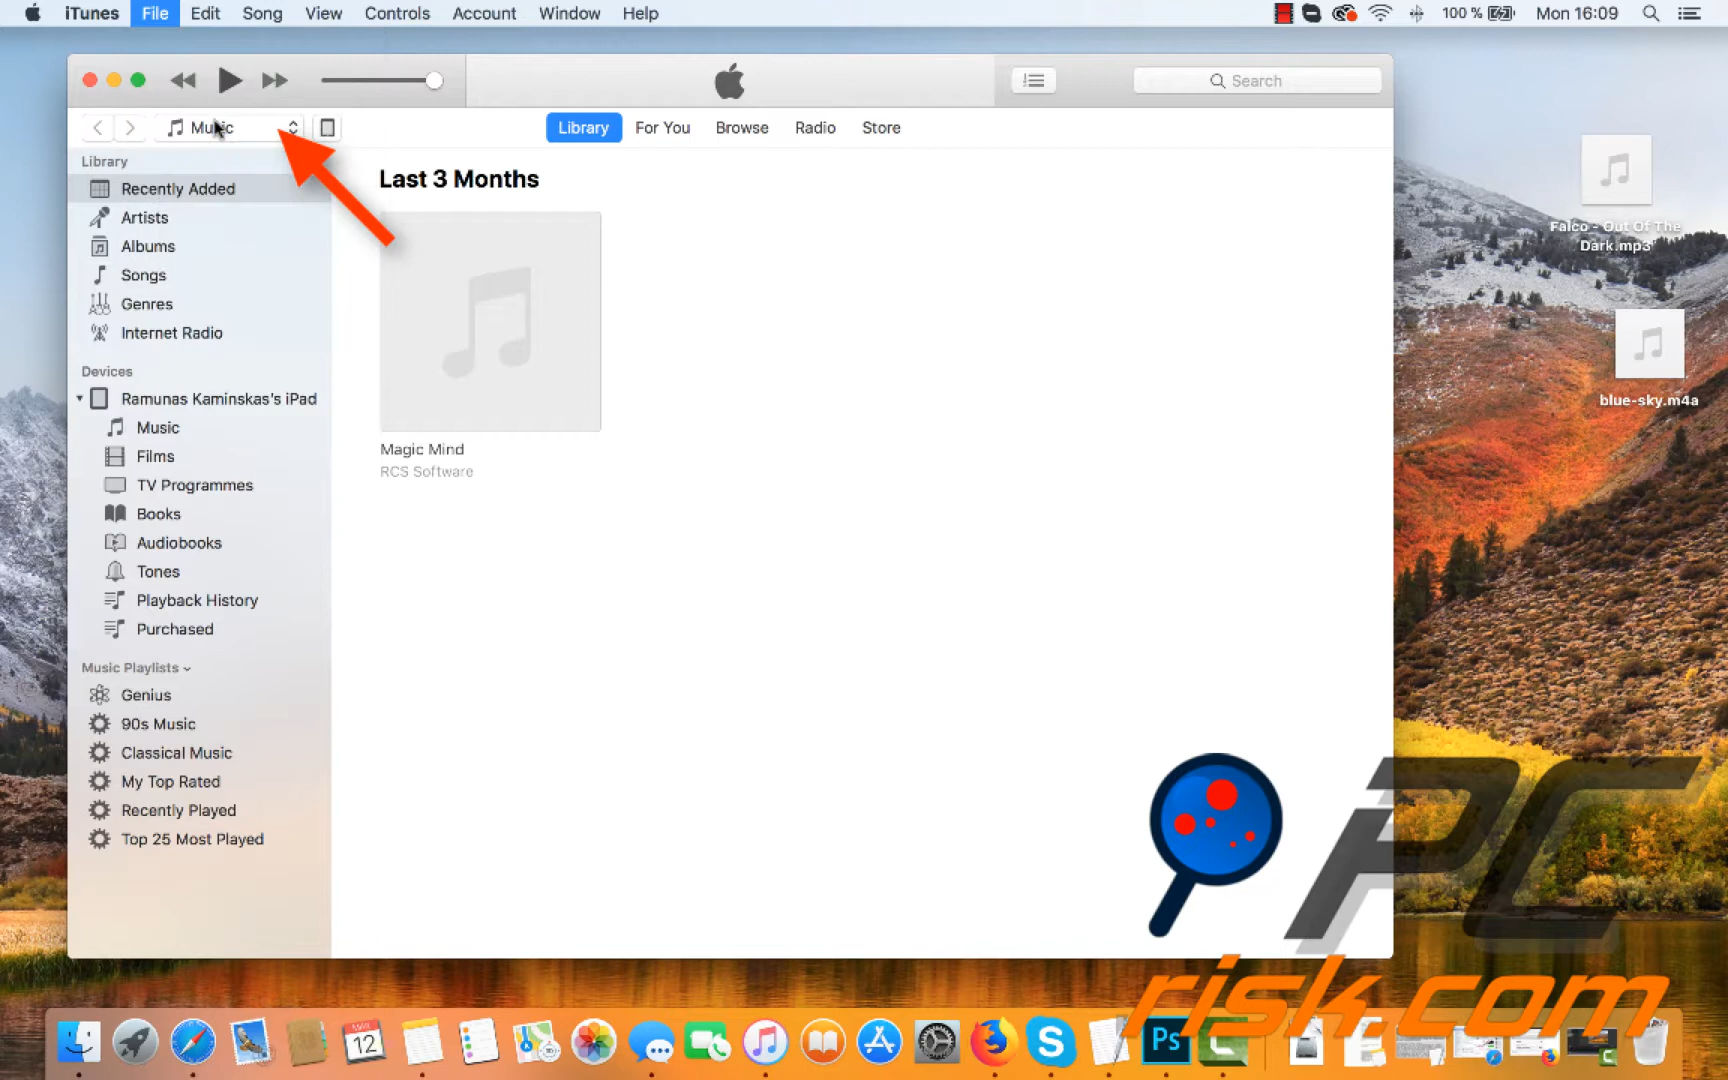 iTunes File Edit Song View Controls Account Window Help 100 % Mon 16:09
Search
Music
Library For You Browse Radio Store
Library
Recently Added
Artists
Albums
Songs
Genres
Internet Radio
Devices
Ramunas Kaminskas's iPad
Music
Films
TV Programmes
Books
Audiobooks
Tones
Playback History
Purchased
Music Playlists
Genius
90s Music
Classical Music
My Top Rated
Recently Played
Top 25 Most Played
Last 3 Months
Magic Mind
RCS Software
Falco - Out Of The
Dark.mp3
blue-sky.m4a
PC
risk.com
12
Ps